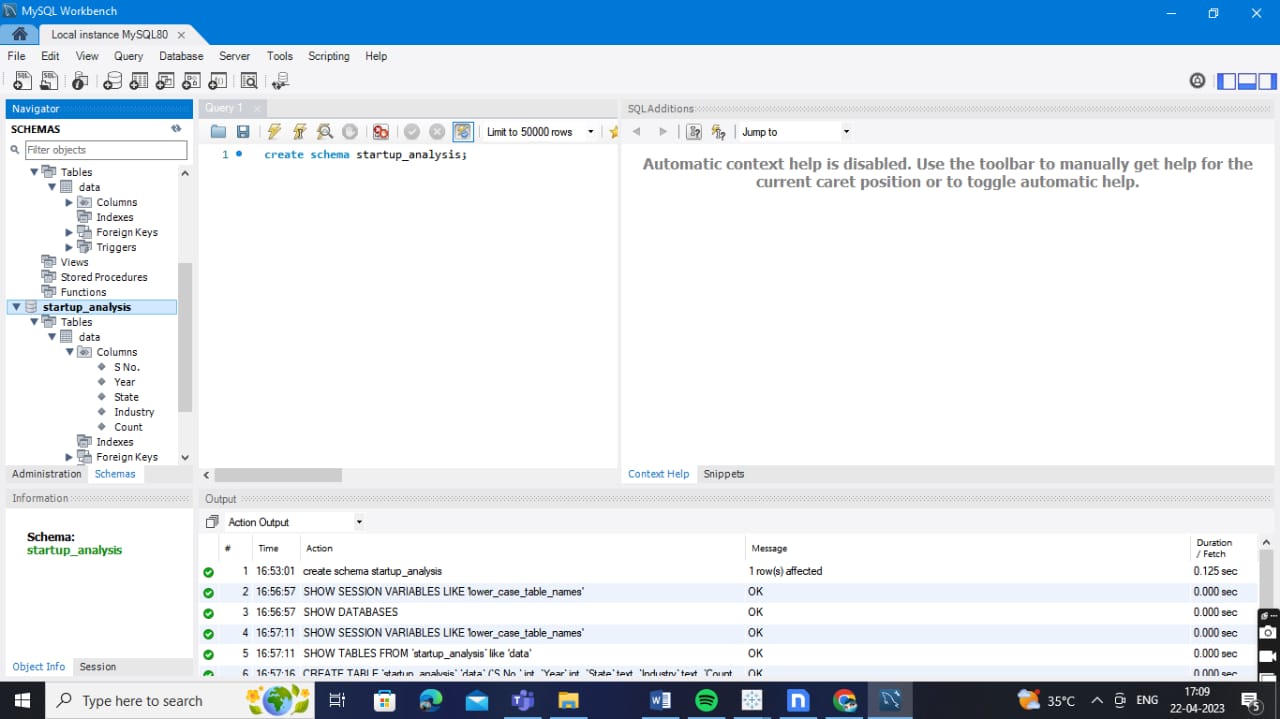 MySQL Workbench
Local instance MySQL80
File Edit View Query Database Server Tools Scripting Help
Navigator
SCHEMAS
Filter objects
Tables
data
Columns
Indexes
Foreign Keys
Triggers
Views
Stored Procedures
Functions
startup_analysis
Tables
data
Columns
S No.
Year
State
Industry
Count
Indexes
Foreign Keys
Administration Schemas
Information
Schema:
startup_analysis
Object Info Session
Query 1
Limit to 50000 rows
1 create schema startup_analysis;
SQLAdditions
Jump to
Automatic context help is disabled. Use the toolbar to manually get help for the
current caret position or to toggle automatic help.
Context Help Snippets
Output
Action Output
# Time Action Message Duration / Fetch
1 16:53:01 create schema startup_analysis 1 row(s) affected 0.125 sec
2 16:56:57 SHOW SESSION VARIABLES LIKE 'lower_case_table_names' OK 0.000 sec
3 16:56:57 SHOW DATABASES OK 0.000 sec
4 16:57:11 SHOW SESSION VARIABLES LIKE 'lower_case_table_names' OK 0.000 sec
5 16:57:11 SHOW TABLES FROM `startup_analysis` like 'data' OK 0.000 sec
6 16:57:16 CREATE TABLE `startup_analysis`.`data` (`S No.` int, `Year` int, `State` text, `Industry` text, `Count OK 0.000 sec
Type here to search
35°C
ENG
17:09
22-04-2023
5